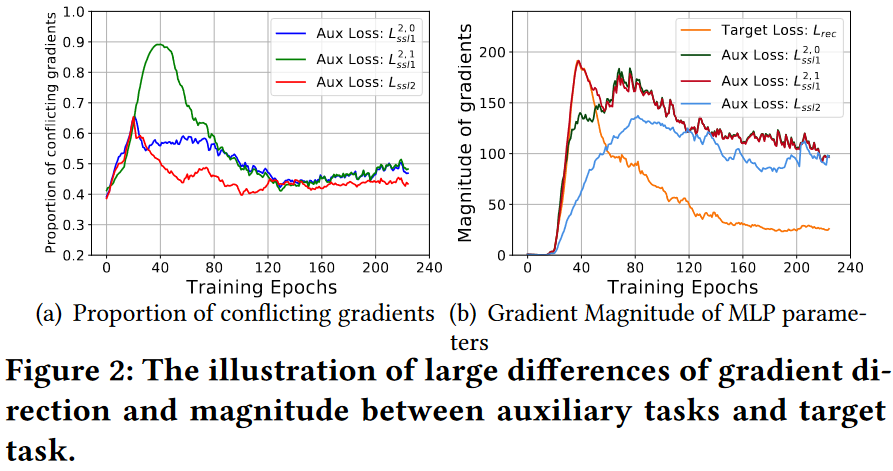 Proportion of conflicting gradients
1.0
0.9
0.8
0.7
0.6
0.5
0.4
0.3
0.2
Aux Loss: $L_{ssl1}^{2,0}$
Aux Loss: $L_{ssl1}^{2,1}$
Aux Loss: $L_{ssl2}$
0 40 80 120 160 200 240
Training Epochs
(a) Proportion of conflicting gradients
Magnitude of gradients
200
150
100
50
0
Target Loss: $L_{rec}$
Aux Loss: $L_{ssl1}^{2,0}$
Aux Loss: $L_{ssl1}^{2,1}$
Aux Loss: $L_{ssl2}$
0 40 80 120 160 200 240
Training Epochs
(b) Gradient Magnitude of MLP parame-
ters
Figure 2: The illustration of large differences of gradient di-
rection and magnitude between auxiliary tasks and target
task.